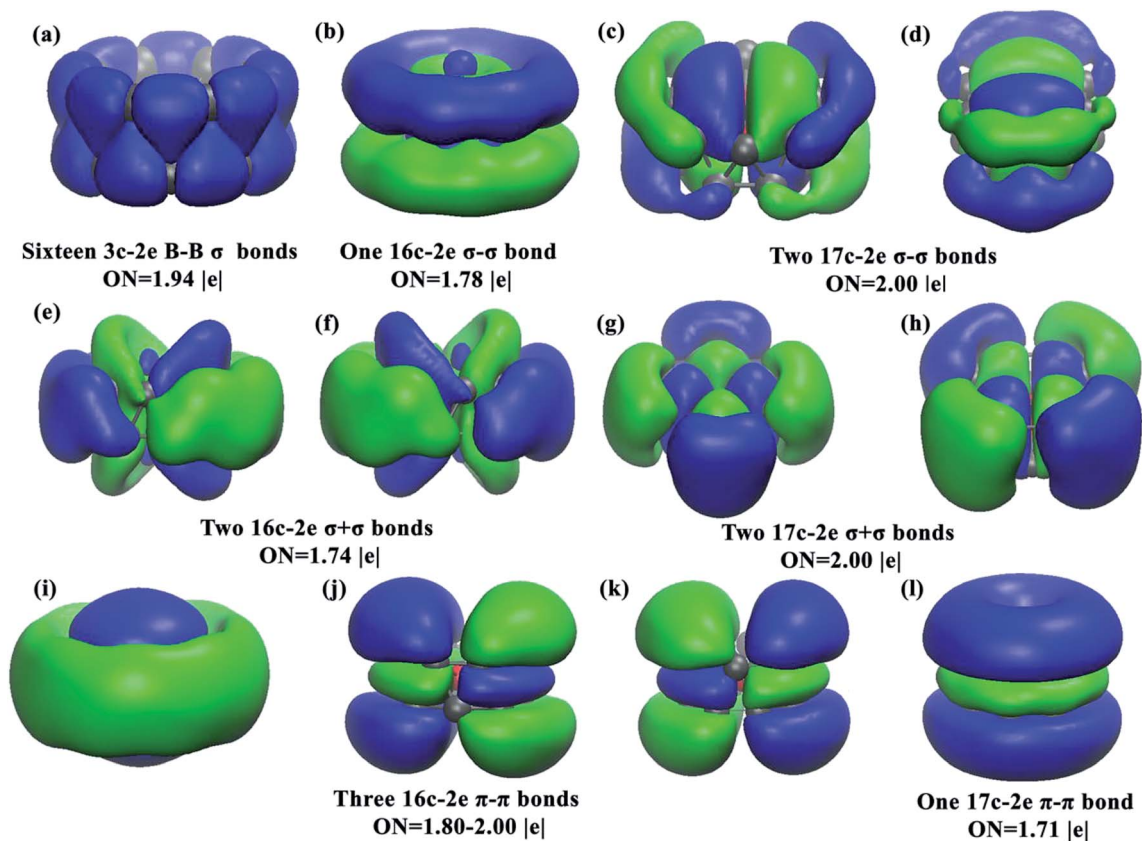 (a)
(b)
(c)
(d)
Sixteen 3c-2e B-B σ bonds
ON=1.94 |e|
One 16c-2e σ-σ bond
ON=1.78 |e|
Two 17c-2e σ-σ bonds
ON=2.00 |e|
(e)
(f)
(g)
(h)
Two 16c-2e σ+σ bonds
ON=1.74 |e|
Two 17c-2e σ+σ bonds
ON=2.00 |e|
(i)
(j)
(k)
(l)
Three 16c-2e π-π bonds
ON=1.80-2.00 |e|
One 17c-2e π-π bond
ON=1.71 |e|